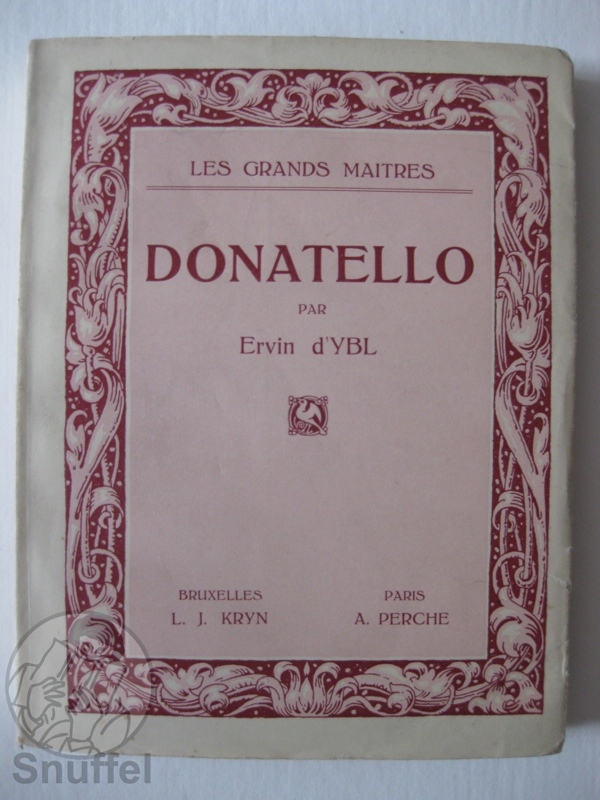 LES GRANDS MAITRES
DONATELLO
PAR
Ervin d'YBL
BRUXELLES
L. J. KRYN
PARIS
A. PERCHE
Snuffel